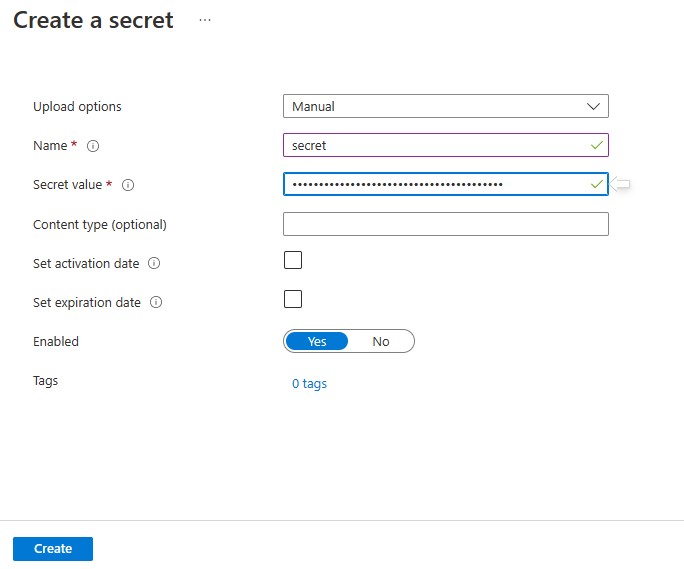 Create a secret ...
Upload options Manual
Name * secret
Secret value * ••••••••••••••••••••••••••••••••••••••••
Content type (optional)
Set activation date
Set expiration date
Enabled Yes No
Tags 0 tags
Create